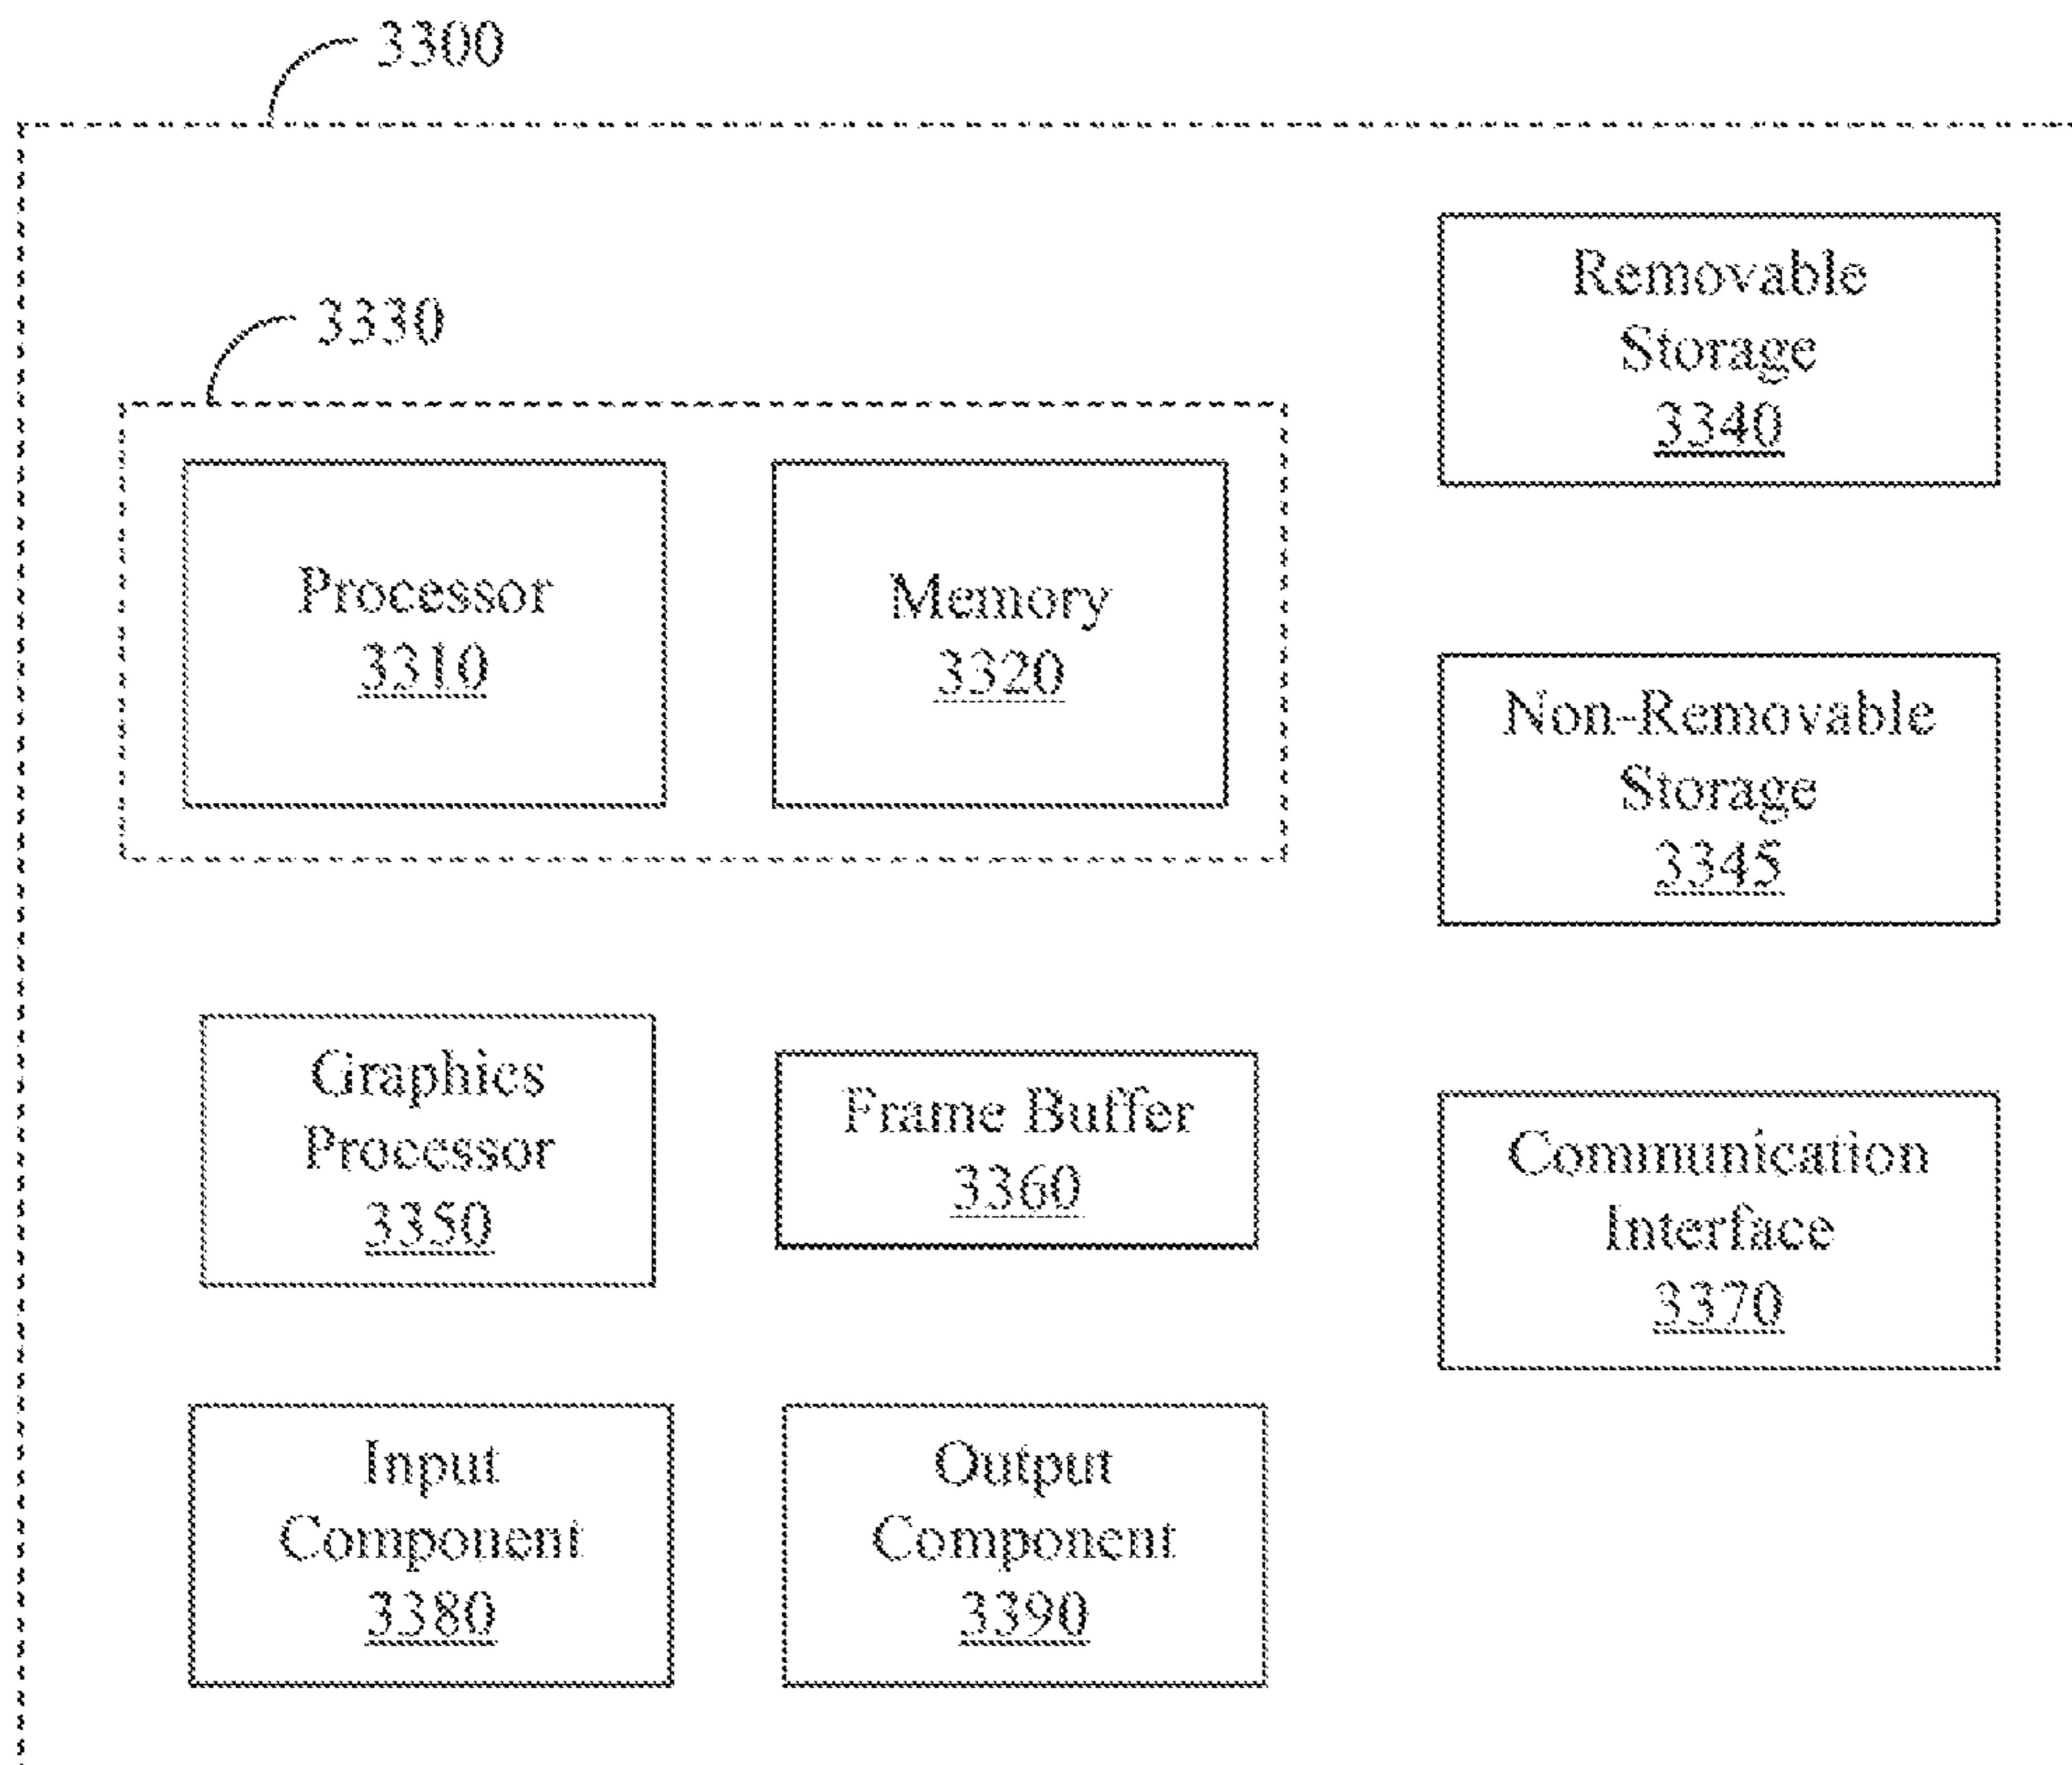 3300
3330
Processor
3310
Memory
3320
Removable
Storage
3340
Non-Removable
Storage
3345
Graphics
Processor
3350
Frame Buffer
3360
Communication
Interface
3370
Input
Component
3380
Output
Component
3390